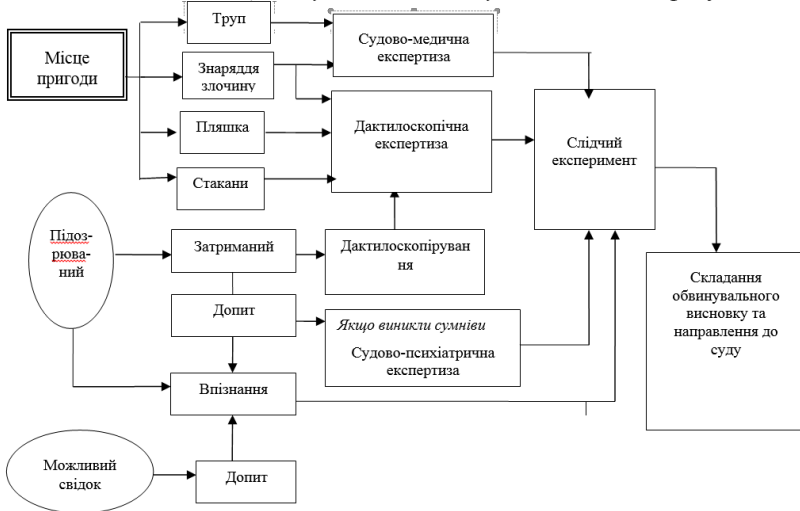 Труп
Місце
пригоди
Судово-медична
експертиза
Знаряддя
злочину
Пляшка
Дактилоскопічна
експертиза
Слідчий
експеримент
Стакани
Підоз-
рюва-
ний
Затриманий
Дактилоскопіруван
ня
Складання
обвинувального
висновку та
направлення до
суду
Допит
Якщо виникли сумніви
Судово-психіатрична
експертиза
Впізнання
Можливий
свідок
Допит